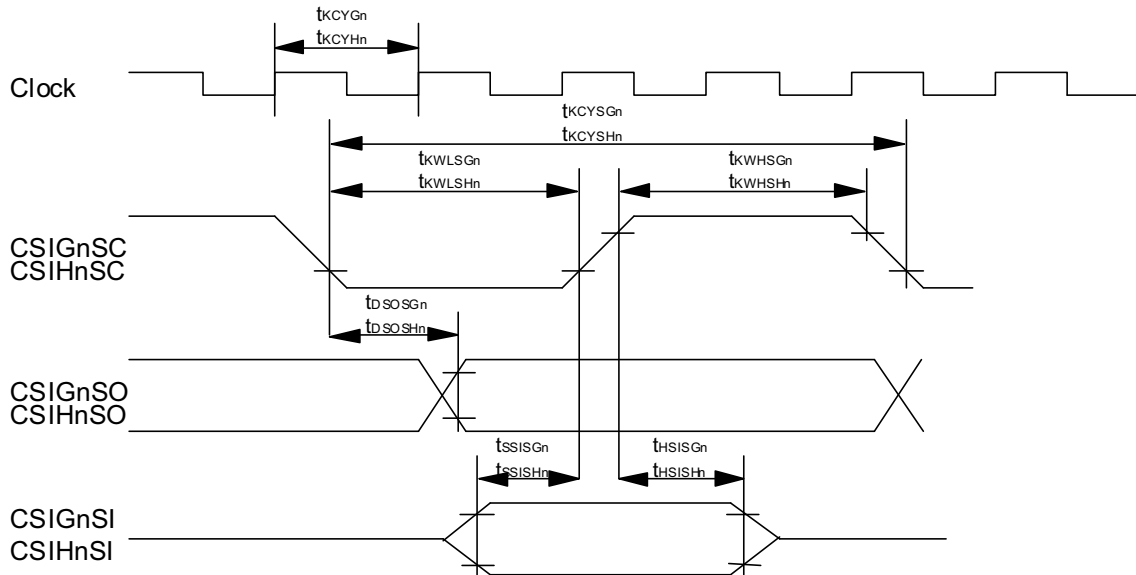 tKCYGn
tKCYHn
Clock
tKCYSGn
tKCYSHn
tKWLSGn
tKWLSHn
tKWHSGn
tKWHSHn
CSIGnSC
CSIHnSC
tDSOSGn
tDSOSHn
CSIGnSO
CSIHnSO
tSSISGn
tSSISHn
tHSISGn
tHSISHn
CSIGnSI
CSIHnSI